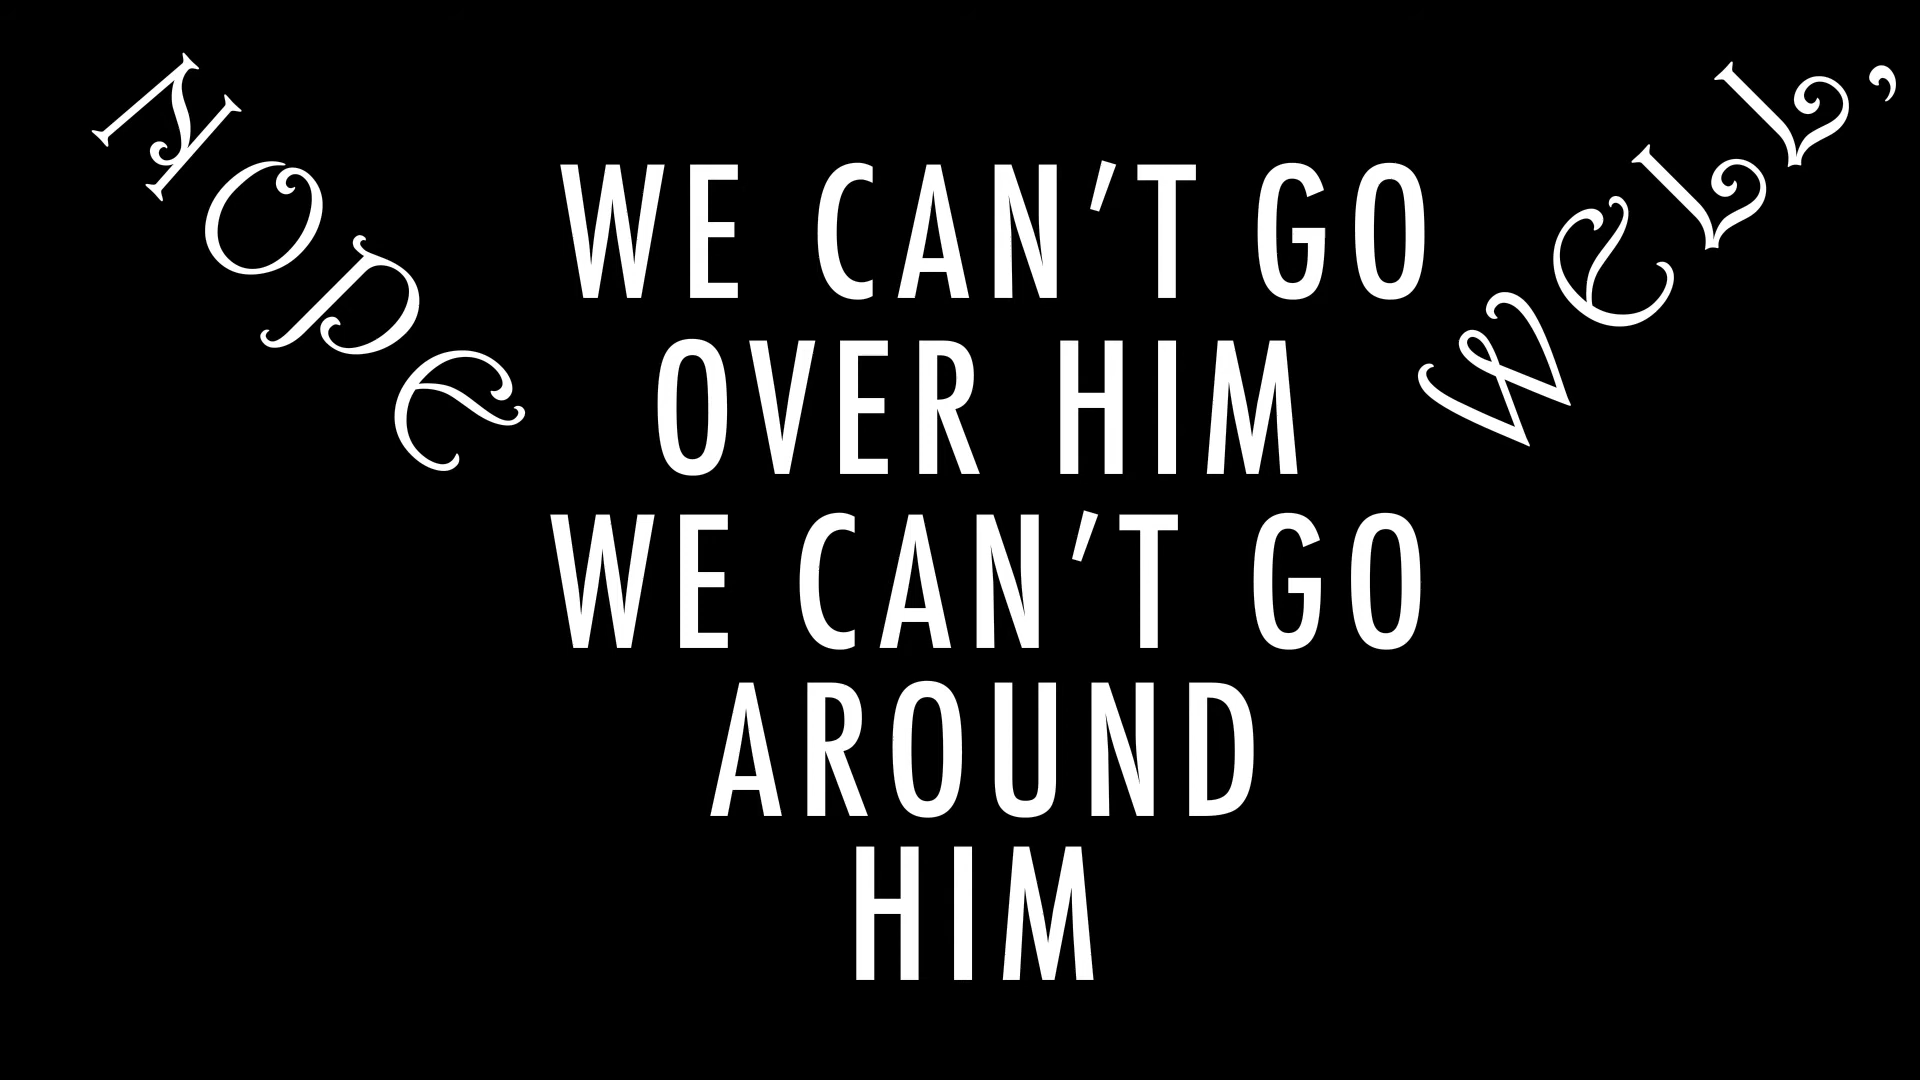 NOPE
WELL,
WE CAN'T GO
OVER HIM
WE CAN'T GO
AROUND
HIM